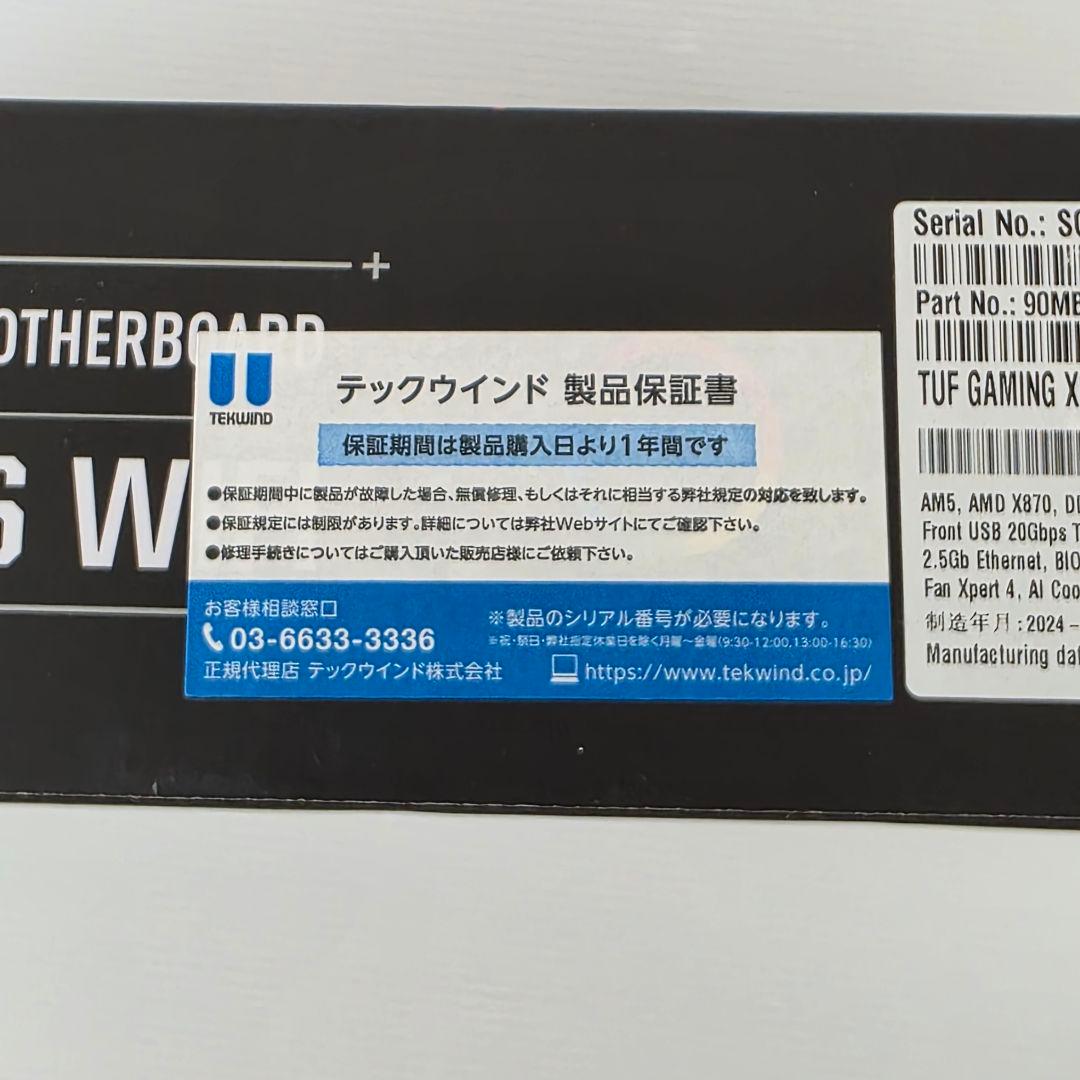 OTHERBOARD
S W
TEKWIND
テックウインド 製品保証書
保証期間は製品購入日より1年間です
●保証期間中に製品が故障した場合、無償修理、もしくはそれに相当する弊社規定の対応を致します。
●保証規定には制限があります。詳細については弊社Webサイトにてご確認下さい。
●修理手続きについてはご購入頂いた販売店様にご依頼下さい。
お客様相談窓口
03-6633-3336
正規代理店 テックウインド株式会社
※製品のシリアル番号が必要になります。
※祝・祭日・弊社指定休業日を除く月曜～金曜(9:30-12:00,13:00-16:30)
https://www.tekwind.co.jp/
Serial No.: S
Part No.: 90MB
TUF GAMING X
AM5, AMD X870, D
Front USB 20Gbps T
2.5Gb Ethernet, BIO
Fan Xpert 4, AI Coo
制造年月:2024-
Manufacturing dat